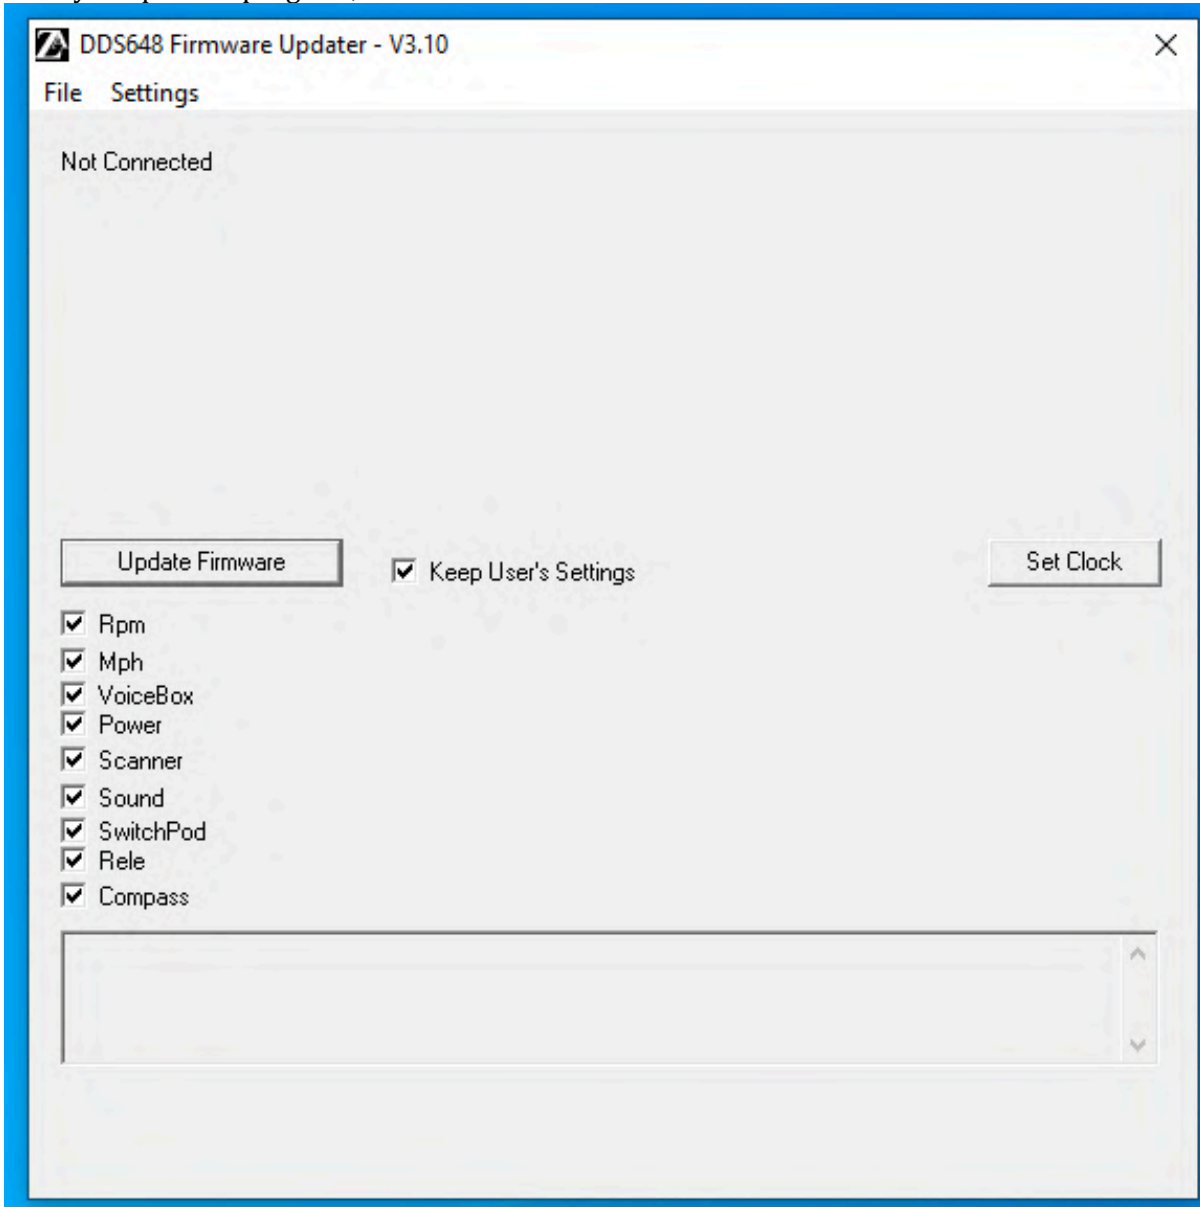 DDS648 Firmware Updater - V3.10
File Settings
Not Connected
Update Firmware Keep User's Settings Set Clock
Rpm
Mph
VoiceBox
Power
Scanner
Sound
SwitchPod
Rele
Compass